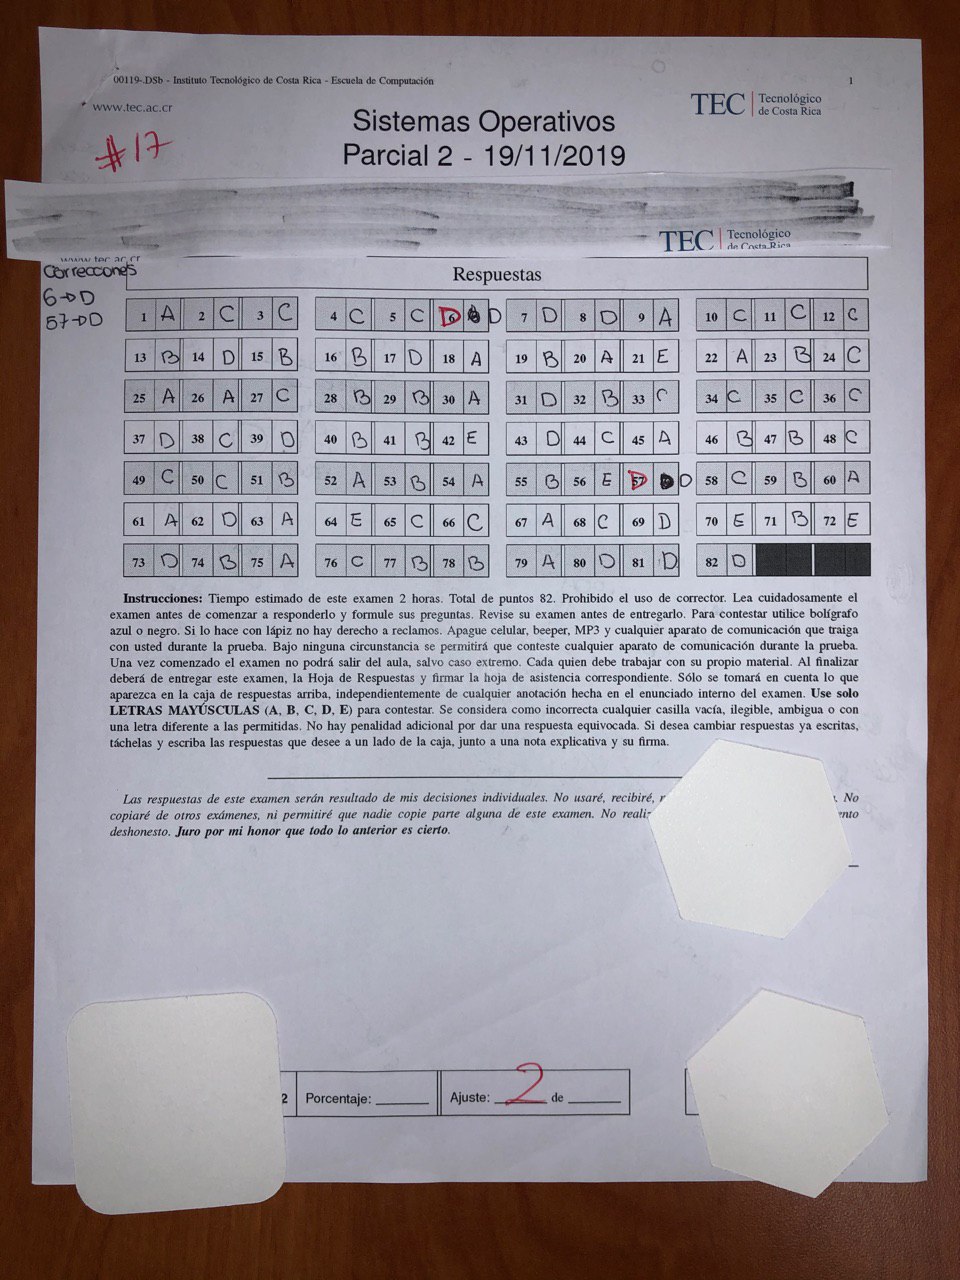 00119-DSb - Instituto Tecnológico de Costa Rica - Escuela de Computación 1
www.tec.ac.cr
TEC Tecnológico de Costa Rica
#17
Sistemas Operativos
Parcial 2 - 19/11/2019
TEC Tecnológico de Costa Rica
www.tec.ac.cr
Correcciones
6→D
57→D
Respuestas
1 A 2 C 3 C 4 C 5 C 6 D D 7 D 8 D 9 A 10 C 11 C 12 C
13 B 14 D 15 B 16 B 17 D 18 A 19 B 20 A 21 E 22 A 23 B 24 C
25 A 26 A 27 C 28 B 29 B 30 A 31 D 32 B 33 C 34 C 35 C 36 C
37 D 38 C 39 D 40 B 41 B 42 E 43 D 44 C 45 A 46 B 47 B 48 C
49 C 50 C 51 B 52 A 53 B 54 A 55 B 56 E 57 D D 58 C 59 B 60 A
61 A 62 D 63 A 64 E 65 C 66 C 67 A 68 C 69 D 70 E 71 B 72 E
73 D 74 B 75 A 76 C 77 B 78 B 79 A 80 D 81 D 82 D
Instrucciones: Tiempo estimado de este examen 2 horas. Total de puntos 82. Prohibido el uso de corrector. Lea cuidadosamente el
examen antes de comenzar a responderlo y formule sus preguntas. Revise su examen antes de entregarlo. Para contestar utilice bolígrafo
azul o negro. Si lo hace con lápiz no hay derecho a reclamos. Apague celular, beeper, MP3 y cualquier aparato de comunicación que traiga
con usted durante la prueba. Bajo ninguna circunstancia se permitirá que conteste cualquier aparato de comunicación durante la prueba.
Una vez comenzado el examen no podrá salir del aula, salvo caso extremo. Cada quien debe trabajar con su propio material. Al finalizar
deberá de entregar este examen, la Hoja de Respuestas y firmar la hoja de asistencia correspondiente. Sólo se tomará en cuenta lo que
aparezca en la caja de respuestas arriba, independientemente de cualquier anotación hecha en el enunciado interno del examen. Use solo
LETRAS MAYÚSCULAS (A, B, C, D, E) para contestar. Se considera como incorrecta cualquier casilla vacía, ilegible, ambigua o con
una letra diferente a las permitidas. No hay penalidad adicional por dar una respuesta equivocada. Si desea cambiar respuestas ya escritas,
táchelas y escriba las respuestas que desee a un lado de la caja, junto a una nota explicativa y su firma.
Las respuestas de este examen serán resultado de mis decisiones individuales. No usaré, recibiré, No
copiaré de otros exámenes, ni permitiré que nadie copie parte alguna de este examen. No
deshonesto. Juro por mi honor que todo lo anterior es cierto.
2 Porcentaje: Ajuste: 2 de